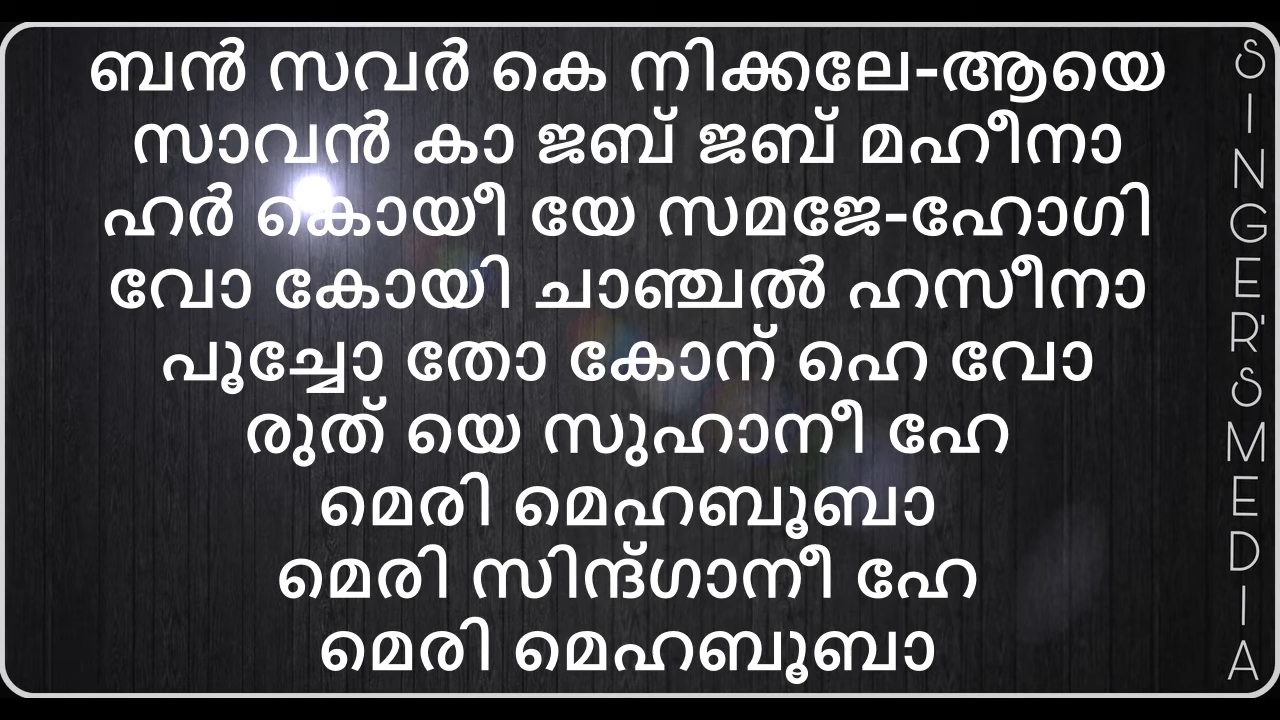 ബൻ സവർ കെ നിക്കലേ-ആയെ
സാവൻ കാ ജബ് ജബ് മഹീനാ
ഹർ കൊയീ യേ സമജേ-ഹോഗി
വോ കോയി ചാഞ്ചൽ ഹസീനാ
പൂച്ചോ തോ കോന് ഹെ വോ
രുത് യെ സുഹാനീ ഹേ
മെരി മെഹബൂബാ
മെരി സിന്ദ്ഗാനീ ഹേ
മെരി മെഹബൂബാ
SINGER'S MEDIA